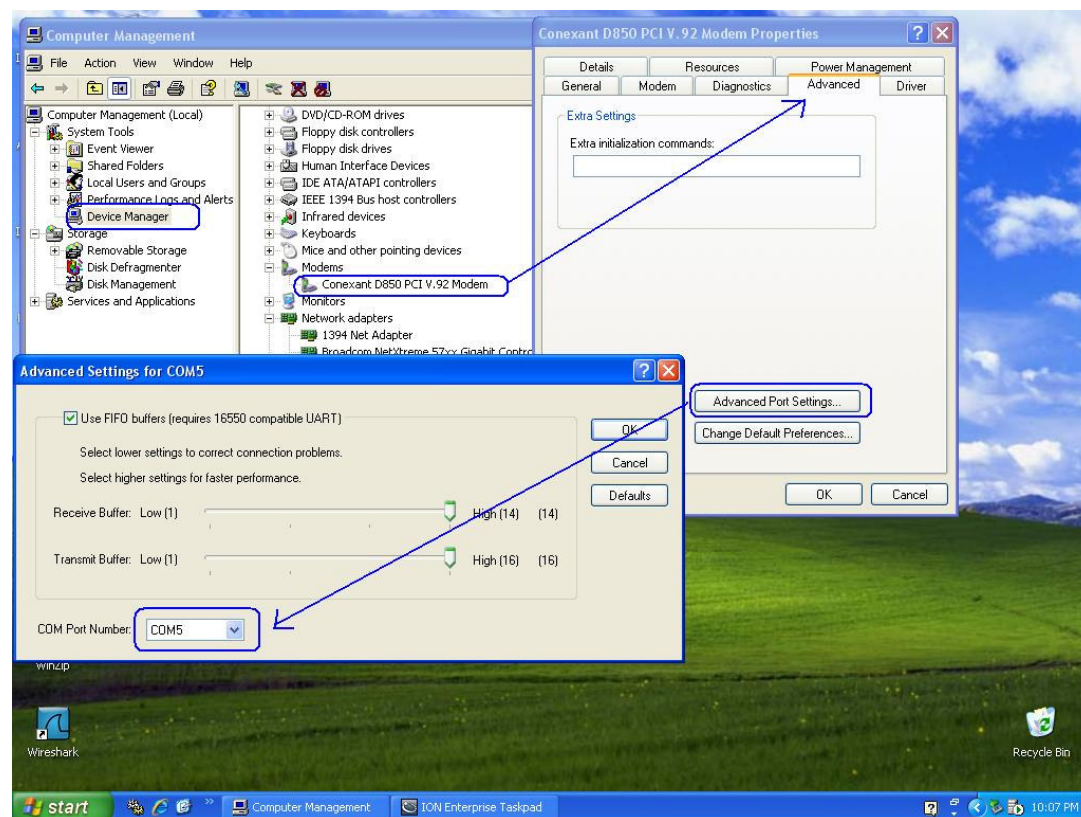 Computer Management
File Action View Window Help
Computer Management (Local)
System Tools
Event Viewer
Shared Folders
Local Users and Groups
Performance Logs and Alerts
Device Manager
Storage
Removable Storage
Disk Defragmenter
Disk Management
Services and Applications
DVD/CD-ROM drives
Floppy disk controllers
Floppy disk drives
Human Interface Devices
IDE ATA/ATAPI controllers
IEEE 1394 Bus host controllers
Infrared devices
Keyboards
Mice and other pointing devices
Modems
Conexant D850 PCI V.92 Modem
Monitors
Network adapters
1394 Net Adapter
Broadcom NetXtreme 57xx Gigabit Contro
Conexant D850 PCI V.92 Modem Properties
Details Resources Power Management
General Modem Diagnostics Advanced Driver
Extra Settings
Extra initialization commands:
Advanced Port Settings...
Change Default Preferences...
OK Cancel
Advanced Settings for COM5
Use FIFO buffers (requires 16550 compatible UART)
Select lower settings to correct connection problems.
Select higher settings for faster performance.
Receive Buffer: Low (1) High (14) (14)
Transmit Buffer: Low (1) High (16) (16)
COM Port Number: COM5
OK
Cancel
Defaults
WinZip
Wireshark
Recycle Bin
start
Computer Management
ION Enterprise Taskpad
10:07 PM